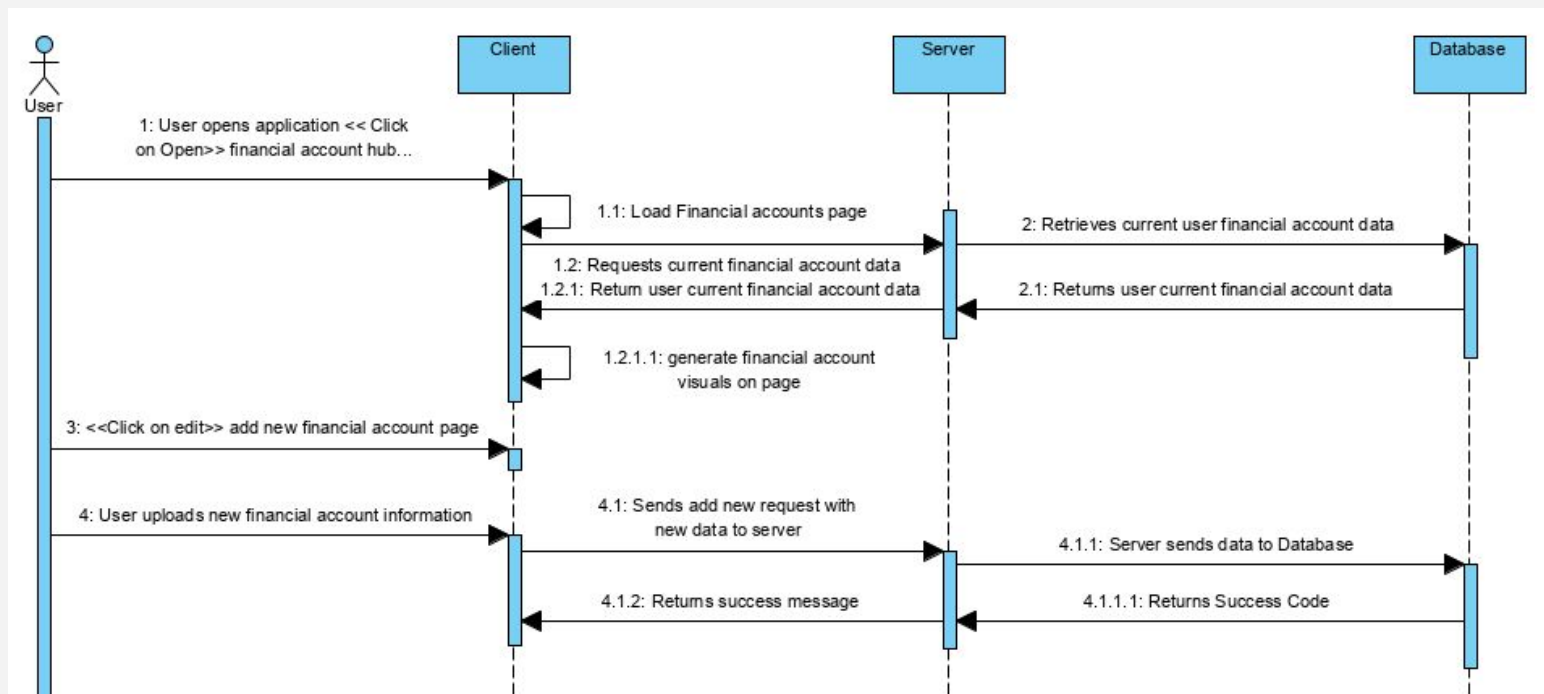 Client
Server
Database
User
1: User opens application << Click
on Open>> financial account hub...
1.1: Load Financial accounts page
2: Retrieves current user financial account data
1.2: Requests current financial account data
1.2.1: Return user current financial account data
2.1: Returns user current financial account data
1.2.1.1: generate financial account
visuals on page
3: <<Click on edit>> add new financial account page
4: User uploads new financial account information
4.1: Sends add new request with
new data to server
4.1.1: Server sends data to Database
4.1.2: Returns success message
4.1.1.1: Returns Success Code